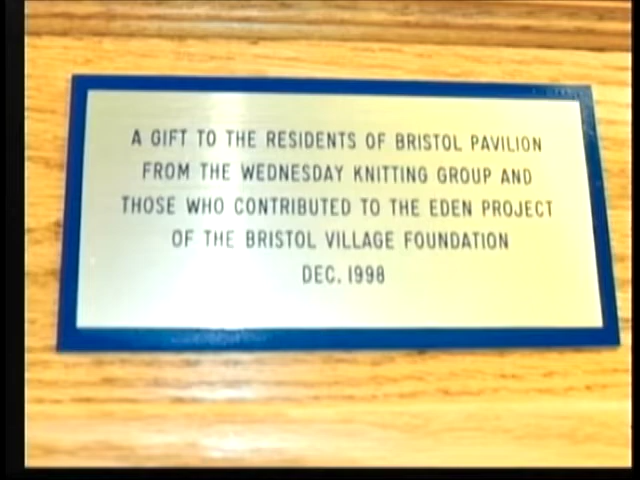 A GIFT TO THE RESIDENTS OF BRISTOL PAVILION
FROM THE WEDNESDAY KNITTING GROUP AND
THOSE WHO CONTRIBUTED TO THE EDEN PROJECT
OF THE BRISTOL VILLAGE FOUNDATION
DEC. 1998